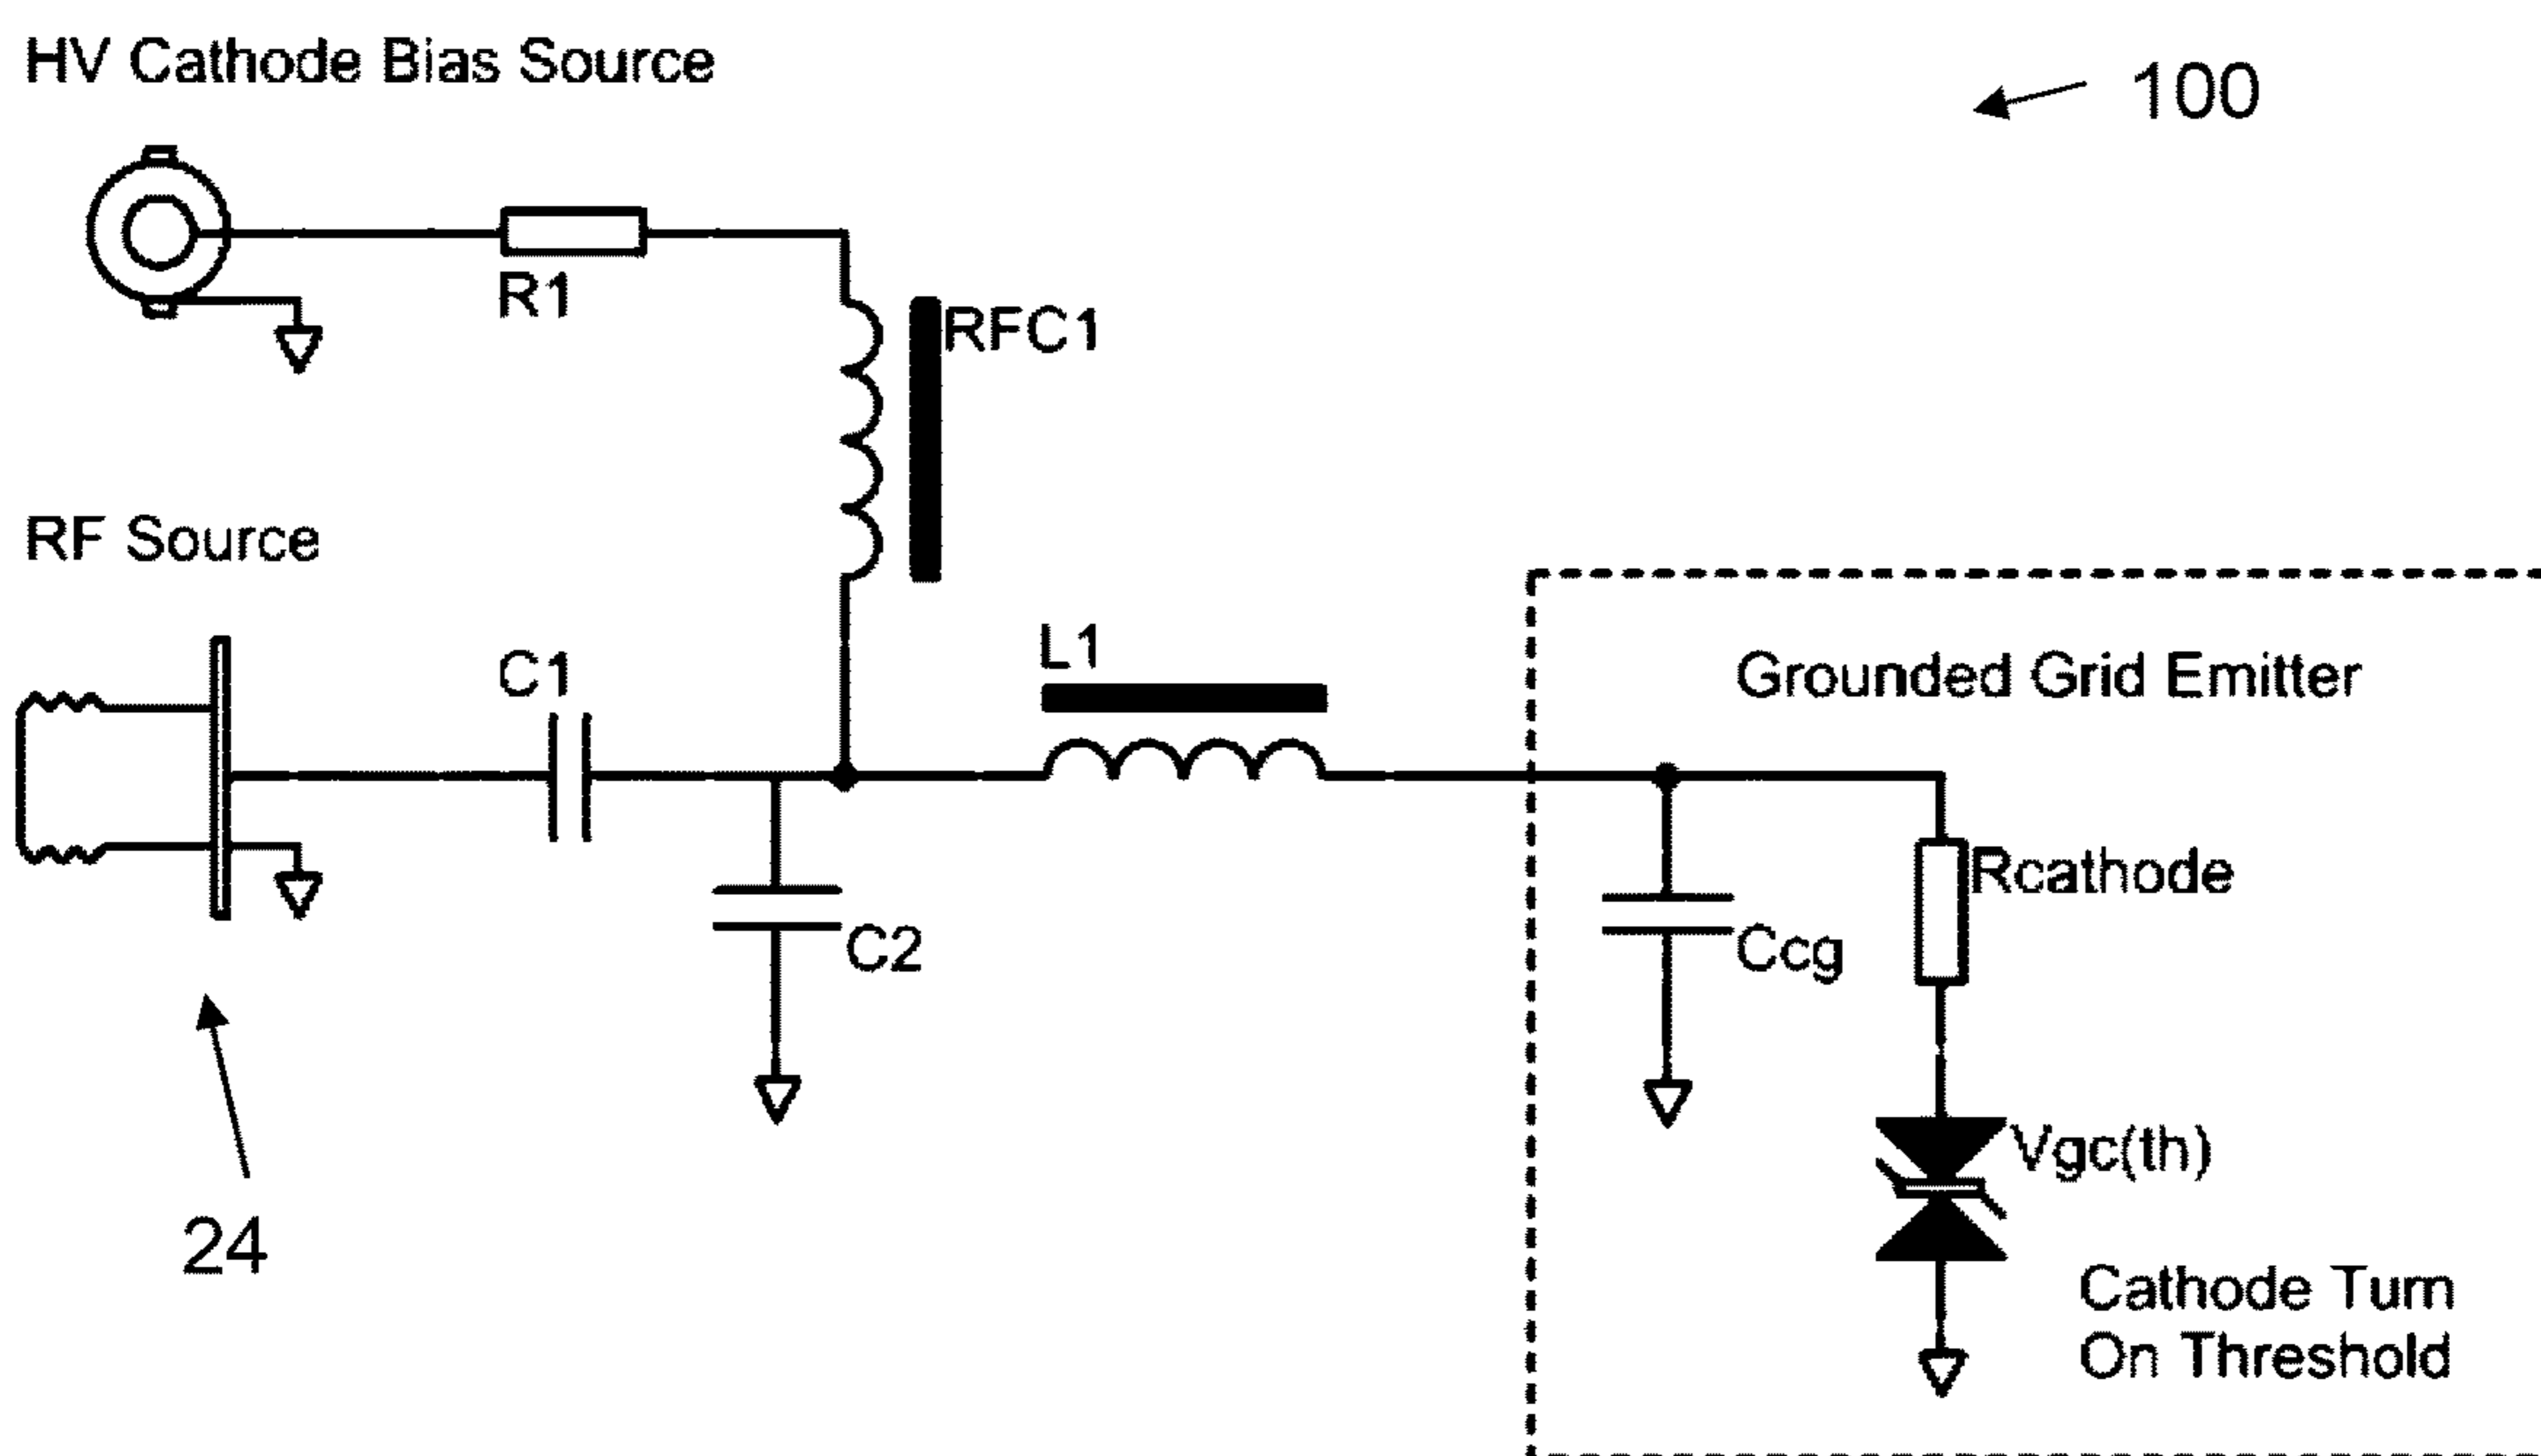 HV Cathode Bias Source
100
R1
RFC1
RF Source
L1
C1
Grounded Grid Emitter
Rcathode
C2
Ccg
Vgc(th)
24
Cathode Turn
On Threshold